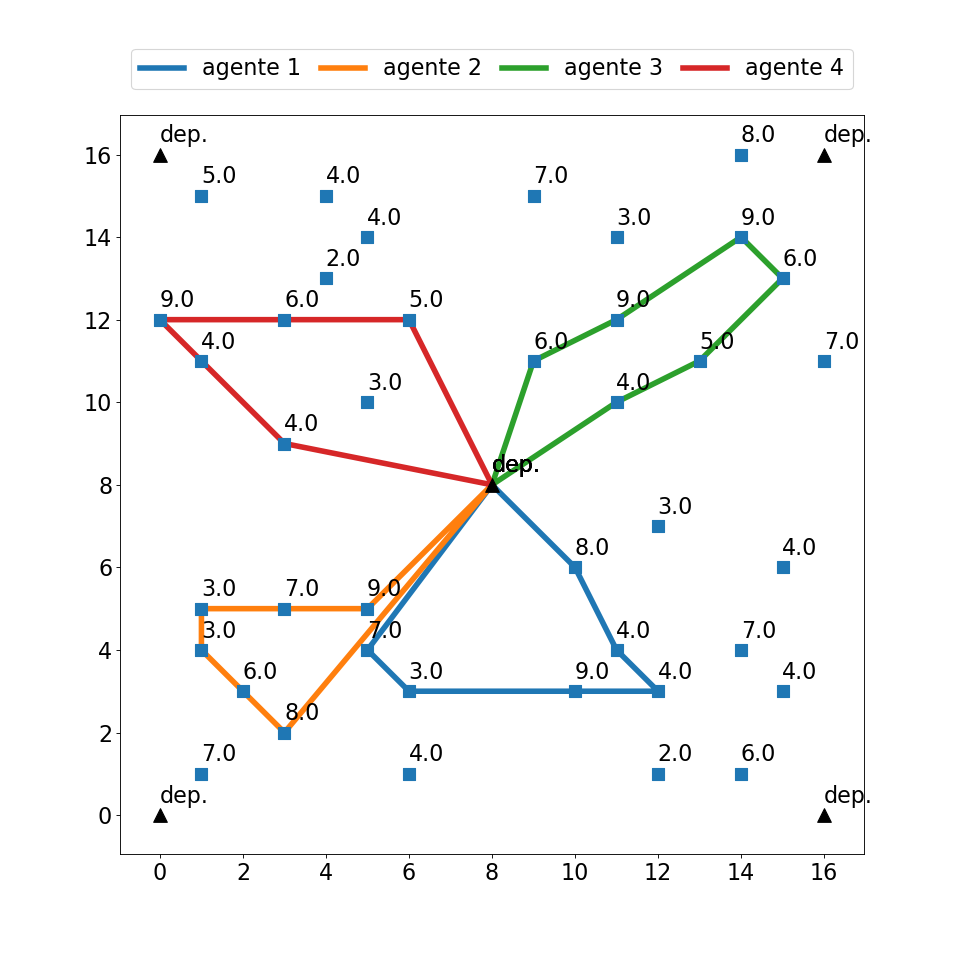 agente 1 agente 2 agente 3 agente 4
dep. 8.0 dep.
16
5.0 4.0 7.0
4.0 3.0 9.0
14
2.0 6.0
9.0 6.0 5.0 9.0
12
4.0 6.0 5.0 7.0
3.0 4.0
10
4.0
dep.
8
3.0
8.0 4.0
6
3.0 7.0 9.0
3.0 7.0 4.0 7.0
4
6.0 3.0 9.0 4.0 4.0
8.0
2
7.0 4.0 2.0 6.0
dep. dep.
0
0 2 4 6 8 10 12 14 16